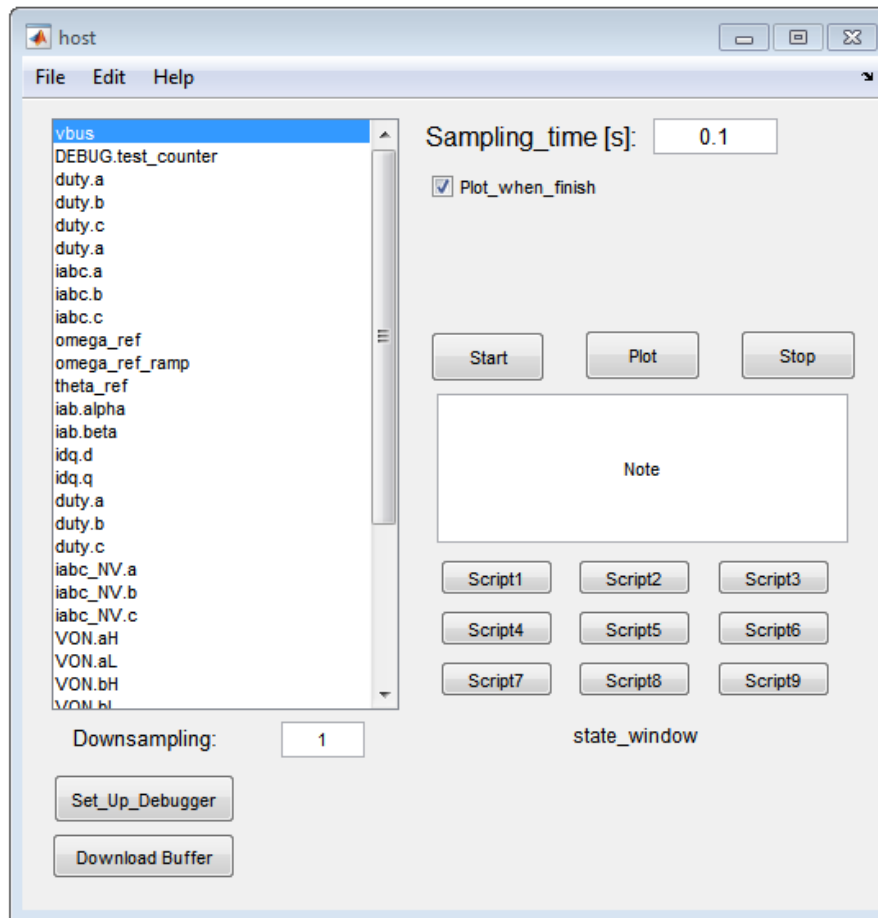 host
File Edit Help
vbus
DEBUG.test_counter
duty.a
duty.b
duty.c
duty.a
iabc.a
iabc.b
iabc.c
omega_ref
omega_ref_ramp
theta_ref
iab.alpha
iab.beta
idq.d
idq.q
duty.a
duty.b
duty.c
iabc_NV.a
iabc_NV.b
iabc_NV.c
VON.aH
VON.aL
VON.bH
VON.bL
Downsampling: 1
Set_Up_Debugger
Download Buffer
Sampling_time [s]: 0.1
Plot_when_finish
Start Plot Stop
Note
Script1 Script2 Script3
Script4 Script5 Script6
Script7 Script8 Script9
state_window